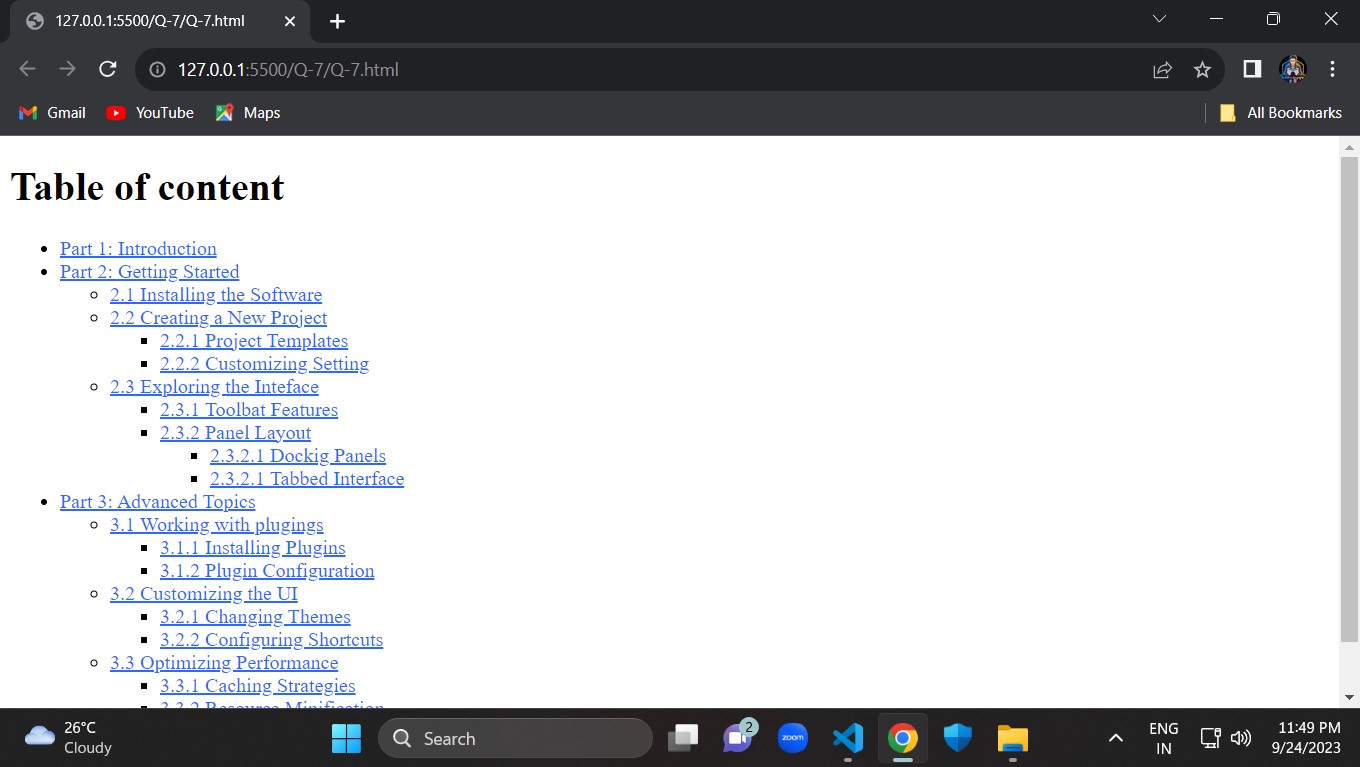 127.0.0.1:5500/Q-7/Q-7.html
127.0.0.1:5500/Q-7/Q-7.html
Gmail YouTube Maps All Bookmarks
Table of content
Part 1: Introduction
Part 2: Getting Started
2.1 Installing the Software
2.2 Creating a New Project
2.2.1 Project Templates
2.2.2 Customizing Setting
2.3 Exploring the Inteface
2.3.1 Toolbat Features
2.3.2 Panel Layout
2.3.2.1 Dockig Panels
2.3.2.1 Tabbed Interface
Part 3: Advanced Topics
3.1 Working with plugings
3.1.1 Installing Plugins
3.1.2 Plugin Configuration
3.2 Customizing the UI
3.2.1 Changing Themes
3.2.2 Configuring Shortcuts
3.3 Optimizing Performance
3.3.1 Caching Strategies
3.3.2 Resource Minification
26°C
Cloudy
Search
2
zoom
ENG
IN
11:49 PM
9/24/2023